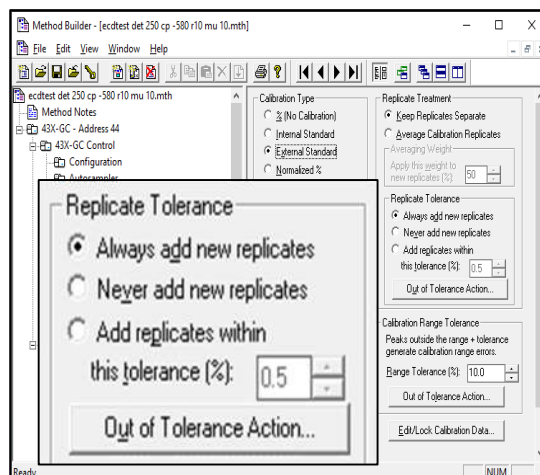 Method Builder - [ecdtest det 250 cp -580 r10 mu 10.mth]
File Edit View Window Help
ecdtest det 250 cp -580 r10 mu 10.mth
Method Notes
43X-GC - Address 44
43X-GC Control
Configuration
Autosampler
Calibration Type
% (No Calibration)
Internal Standard
External Standard
Normalized %
Replicate Treatment
Keep Replicates Separate
Average Calibration Replicates
Averaging Weight
Apply this weight to
new replicates (%): 50
Replicate Tolerance
Always add new replicates
Never add new replicates
Add replicates within
this tolerance (%): 0.5
Out of Tolerance Action...
Calibration Range Tolerance
Peaks outside the range + tolerance
generate calibration range errors.
Range Tolerance (%): 10.0
Out of Tolerance Action...
Edit/Lock Calibration Data...
Replicate Tolerance
Always add new replicates
Never add new replicates
Add replicates within
this tolerance (%): 0.5
Out of Tolerance Action...
Ready
NUM